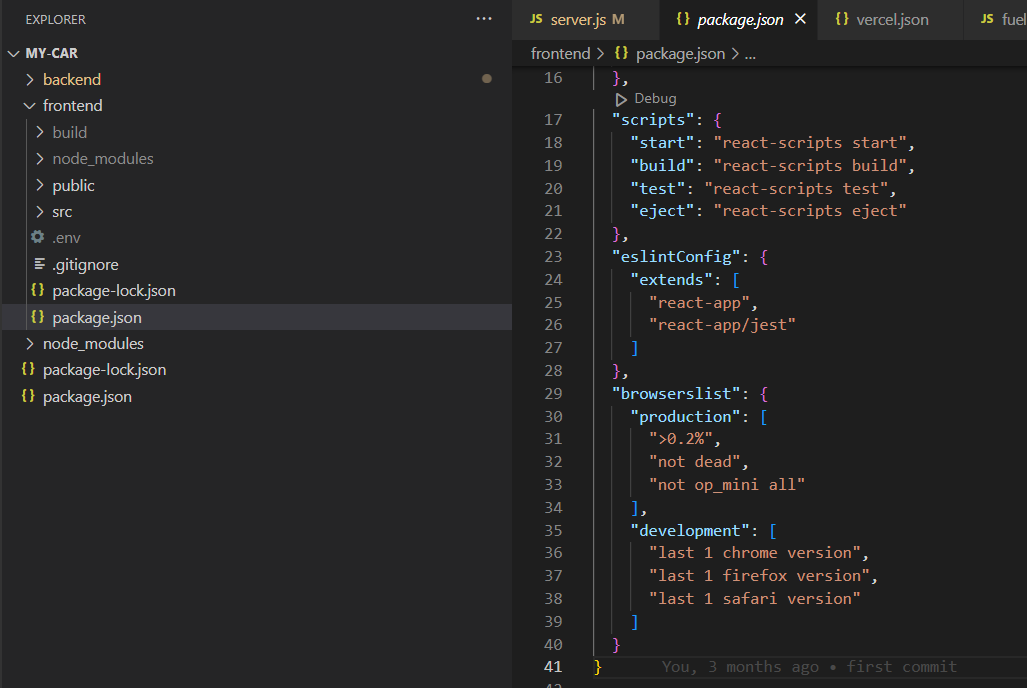 EXPLORER
...
MY-CAR
backend
frontend
build
node_modules
public
src
.env
.gitignore
package-lock.json
package.json
node_modules
package-lock.json
package.json
JS server.js M
{} package.json ×
{} vercel.json
JS fuel
frontend > {} package.json > ...
16 },
Debug
17 "scripts": {
18 "start": "react-scripts start",
19 "build": "react-scripts build",
20 "test": "react-scripts test",
21 "eject": "react-scripts eject"
22 },
23 "eslintConfig": {
24 "extends": [
25 "react-app",
26 "react-app/jest"
27 ]
28 },
29 "browserslist": {
30 "production": [
31 ">0.2%",
32 "not dead",
33 "not op_mini all"
34 ],
35 "development": [
36 "last 1 chrome version",
37 "last 1 firefox version",
38 "last 1 safari version"
39 ]
40 }
41 } You, 3 months ago • first commit